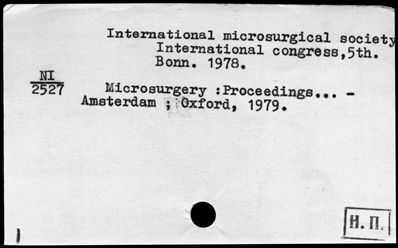 International microsurgical society
International congress,5th.
Bonn. 1978.
NI
2527
Microsurgery :Proceedings... -
Amsterdam ; Oxford, 1979.
Н.П.